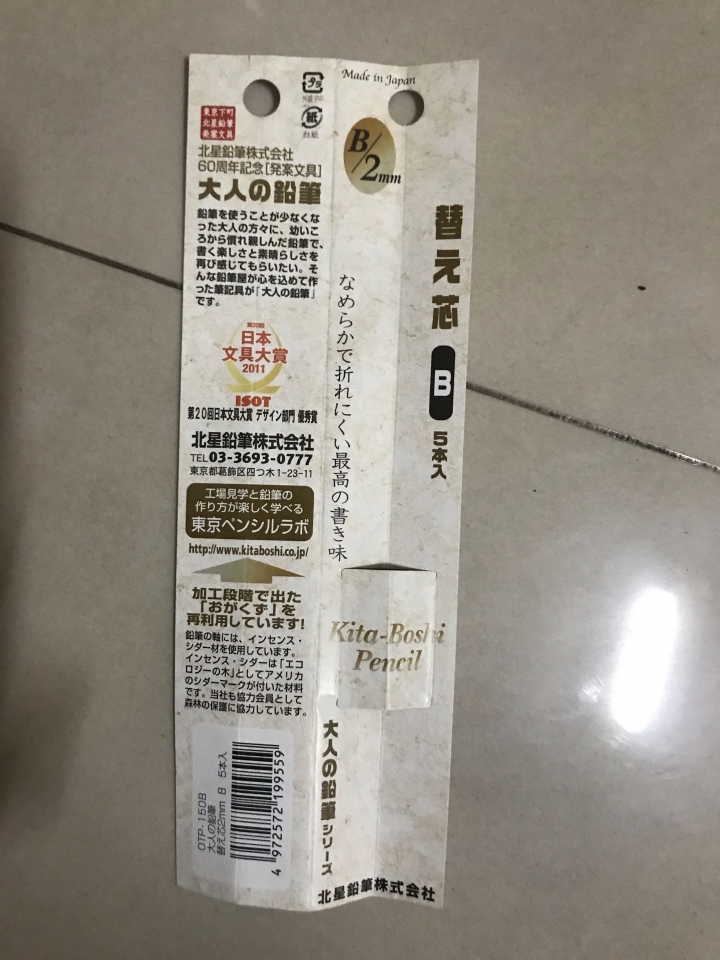 プラ
紙
台紙
東京下町
北星鉛筆
発案文具
北星鉛筆株式会社
60周年記念[発案文具]
大人の鉛筆
鉛筆を使うことが少なくな
った大人の方々に、幼いこ
ろから慣れ親しんだ鉛筆で、
書く楽しさと素晴らしさを
再び感じてもらいたい。そ
んな鉛筆屋が心を込めて作
った筆記具が「大人の鉛筆」
です。
第20回
日本
文具大賞
2011
ISOT
第20回日本文具大賞 デザイン部門 優秀賞
北星鉛筆株式会社
TEL03-3693-0777
東京都葛飾区四つ木1-23-11
工場見学と鉛筆の
作り方が楽しく学べる
東京ペンシルラボ
http://www.kitaboshi.co.jp/
加工段階で出た
「おがくず」を
再利用しています!
鉛筆の軸には、インセンス・
シダー材を使用しています。
インセンス・シダーは「エコ
ロジーの木」としてアメリカ
のシダーマークが付いた材料
です。当社も協力会員として
森林の保護に協力しています。
OTP-150B
大人の鉛筆
替え芯2mm B 5本入
4 972572 199559
Made in Japan
B/2mm
替え芯
B
5本入
なめらかで折れにくい最高の書き味
Kita-Boshi
Pencil
大人の鉛筆シリーズ
北星鉛筆株式会社